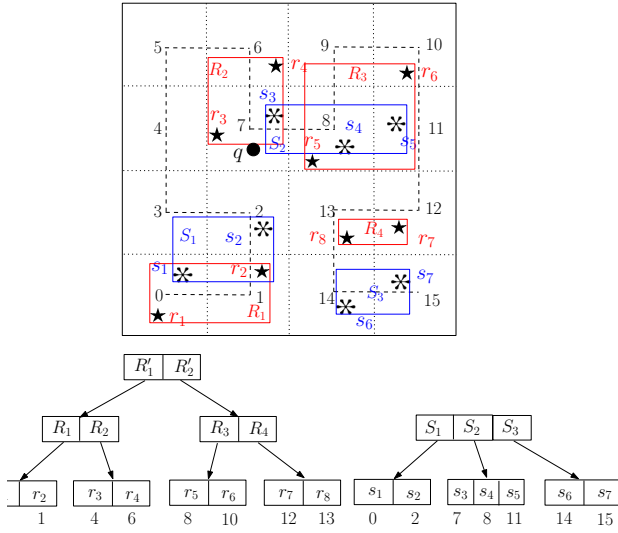 5 6 9 10
R₂ r₄ R₃ r₆
s₃
r₃ 7 8 s₄ 11
4
q S₂ r₅ s₅
3 2 13 12
S₁ s₂ r₈ R₄ r₇
s₁ r₂ s₇
0 1 14 S₃ 15
r₁ R₁ s₆
R′₁ R′₂
R₁ R₂ R₃ R₄ S₁ S₂ S₃
r₂ r₃ r₄ r₅ r₆ r₇ r₈ s₁ s₂ s₃ s₄ s₅ s₆ s₇
1 4 6 8 10 12 13 0 2 7 8 11 14 15